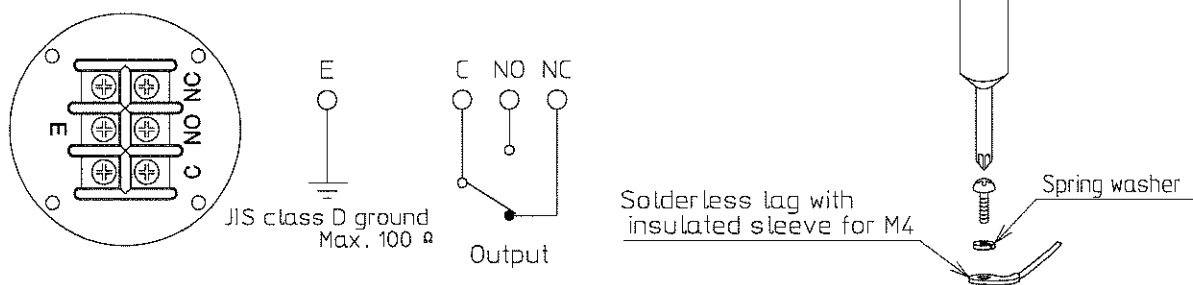 E
NC
NO
C
E
JIS class D ground
Max. 100 Ω
C NO NC
Output
Solderless lag with
insulated sleeve for M4
Spring washer